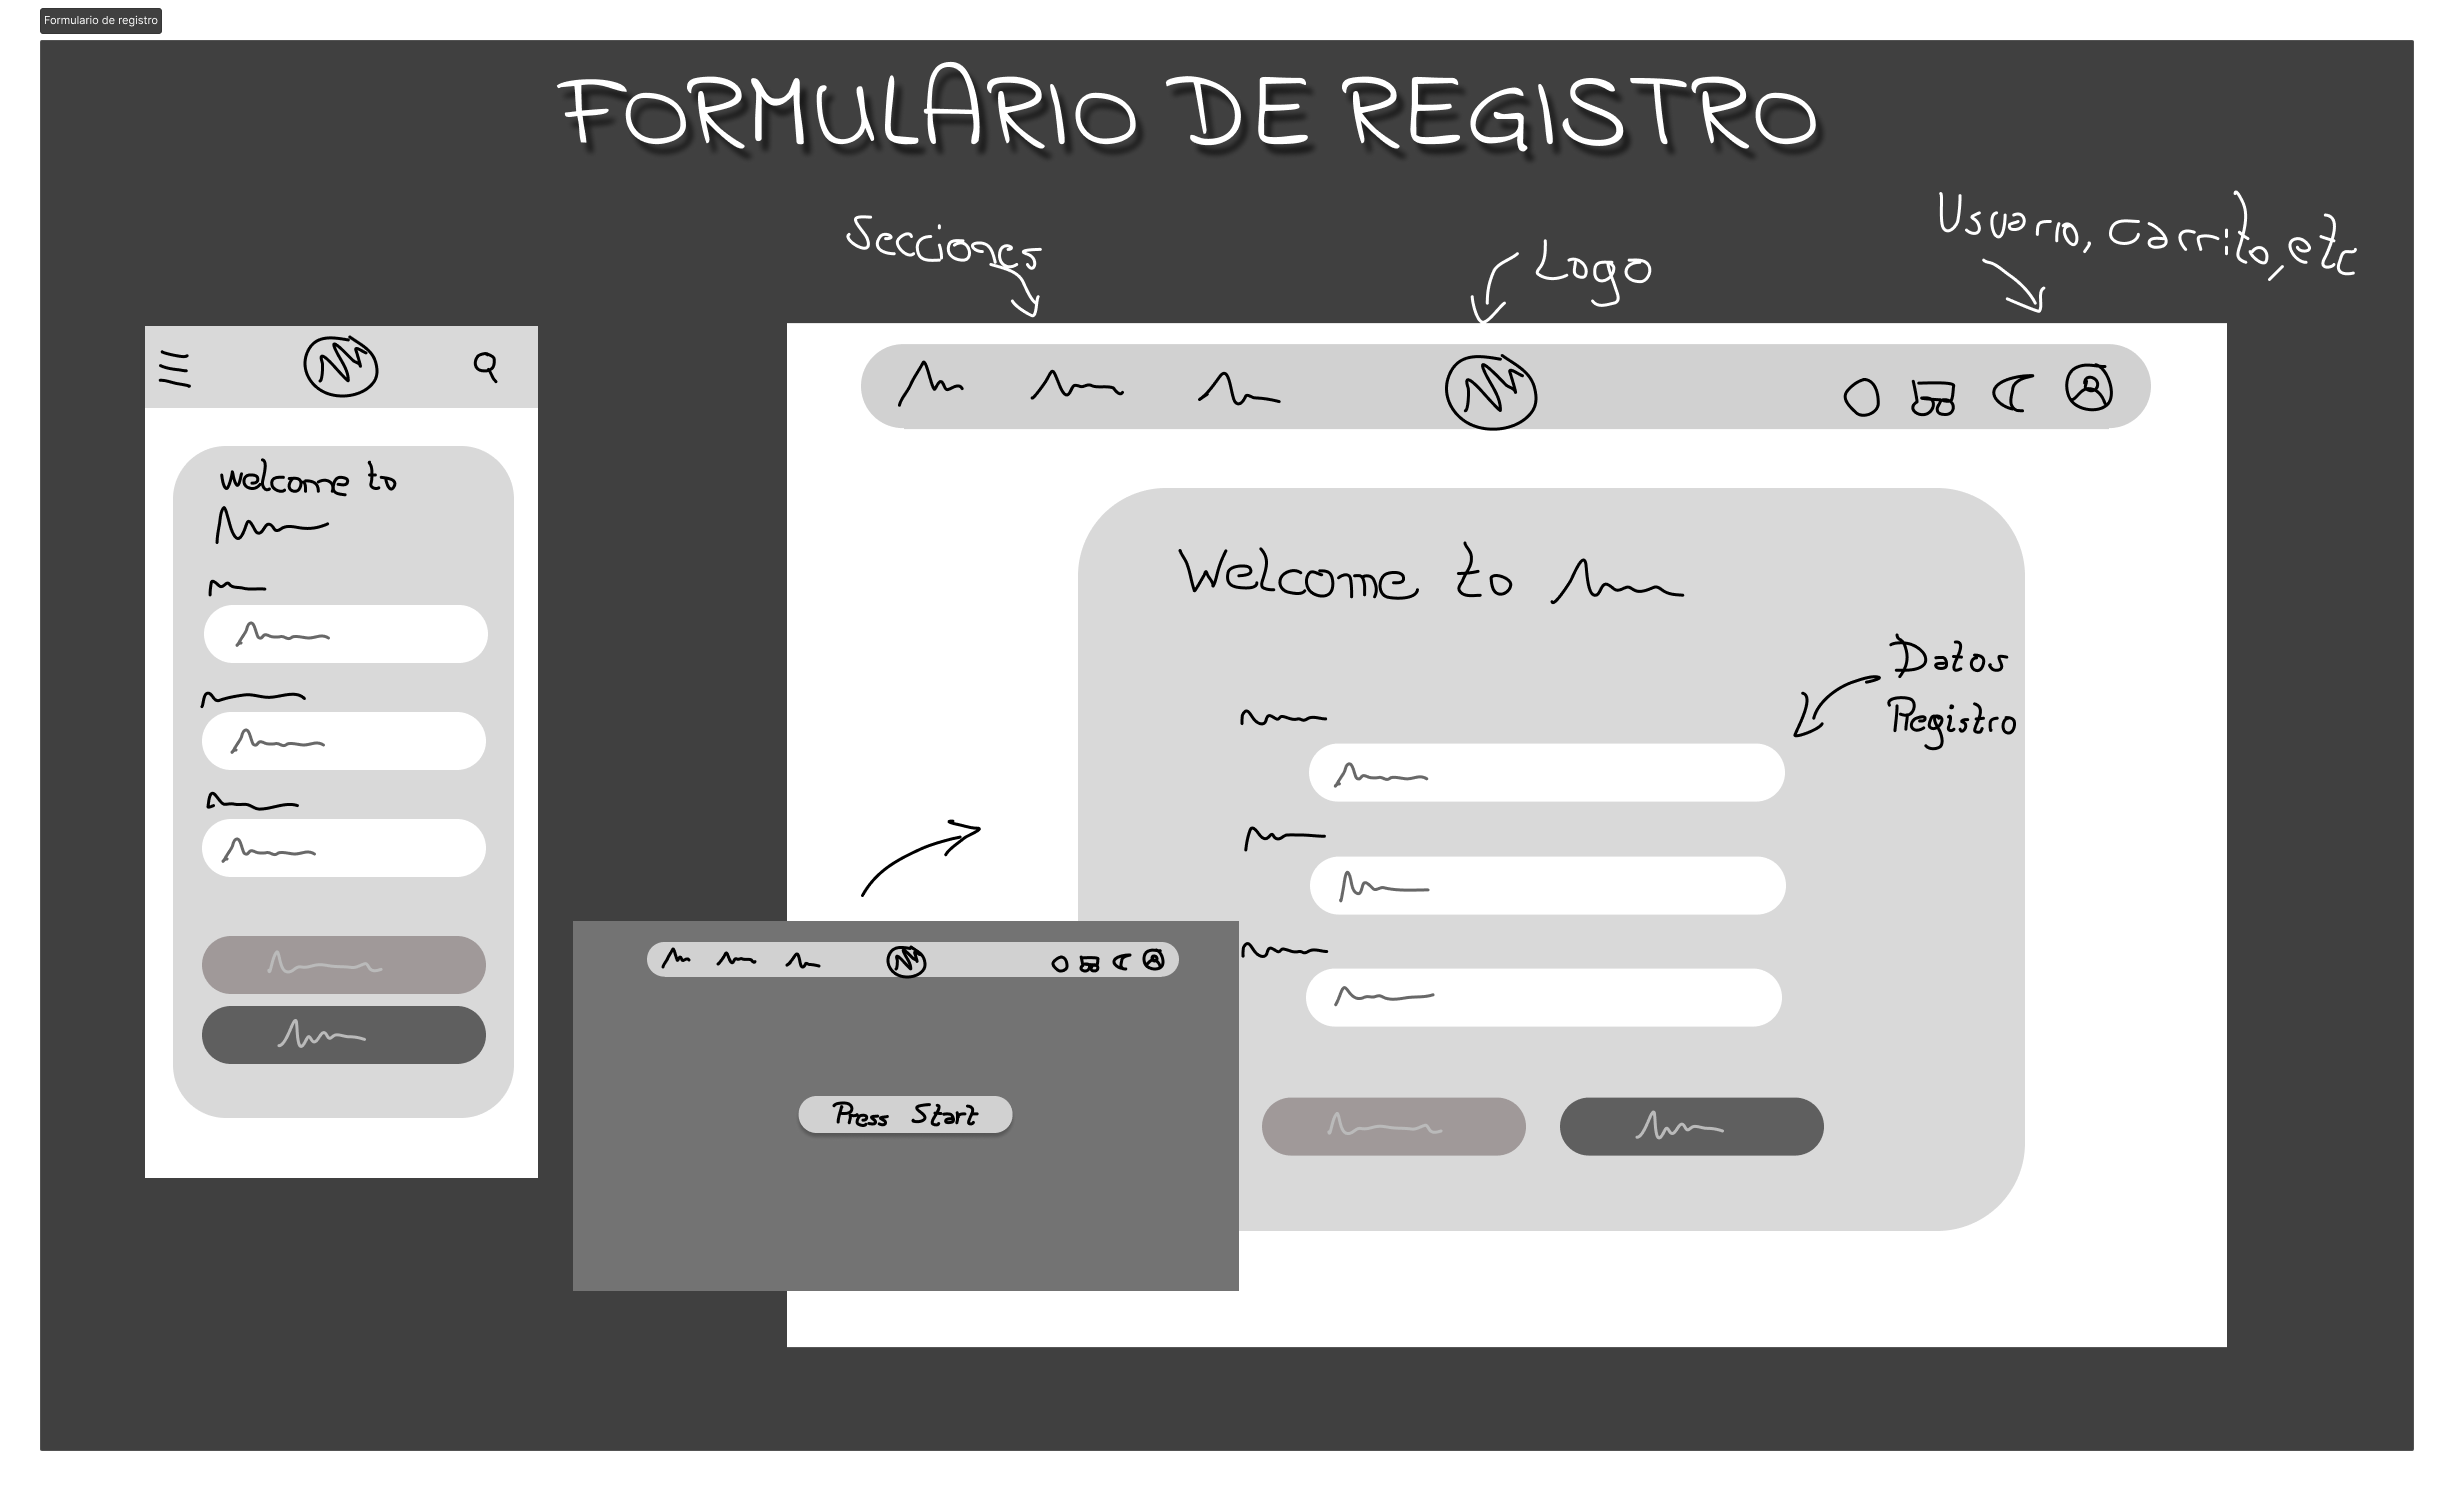 Formulario de registro
FORMULARIO DE REGISTRO
Secciones
Logo
Usuario, carrito, etc
Welcome to
Welcome to
Datos
Registro
Press Start